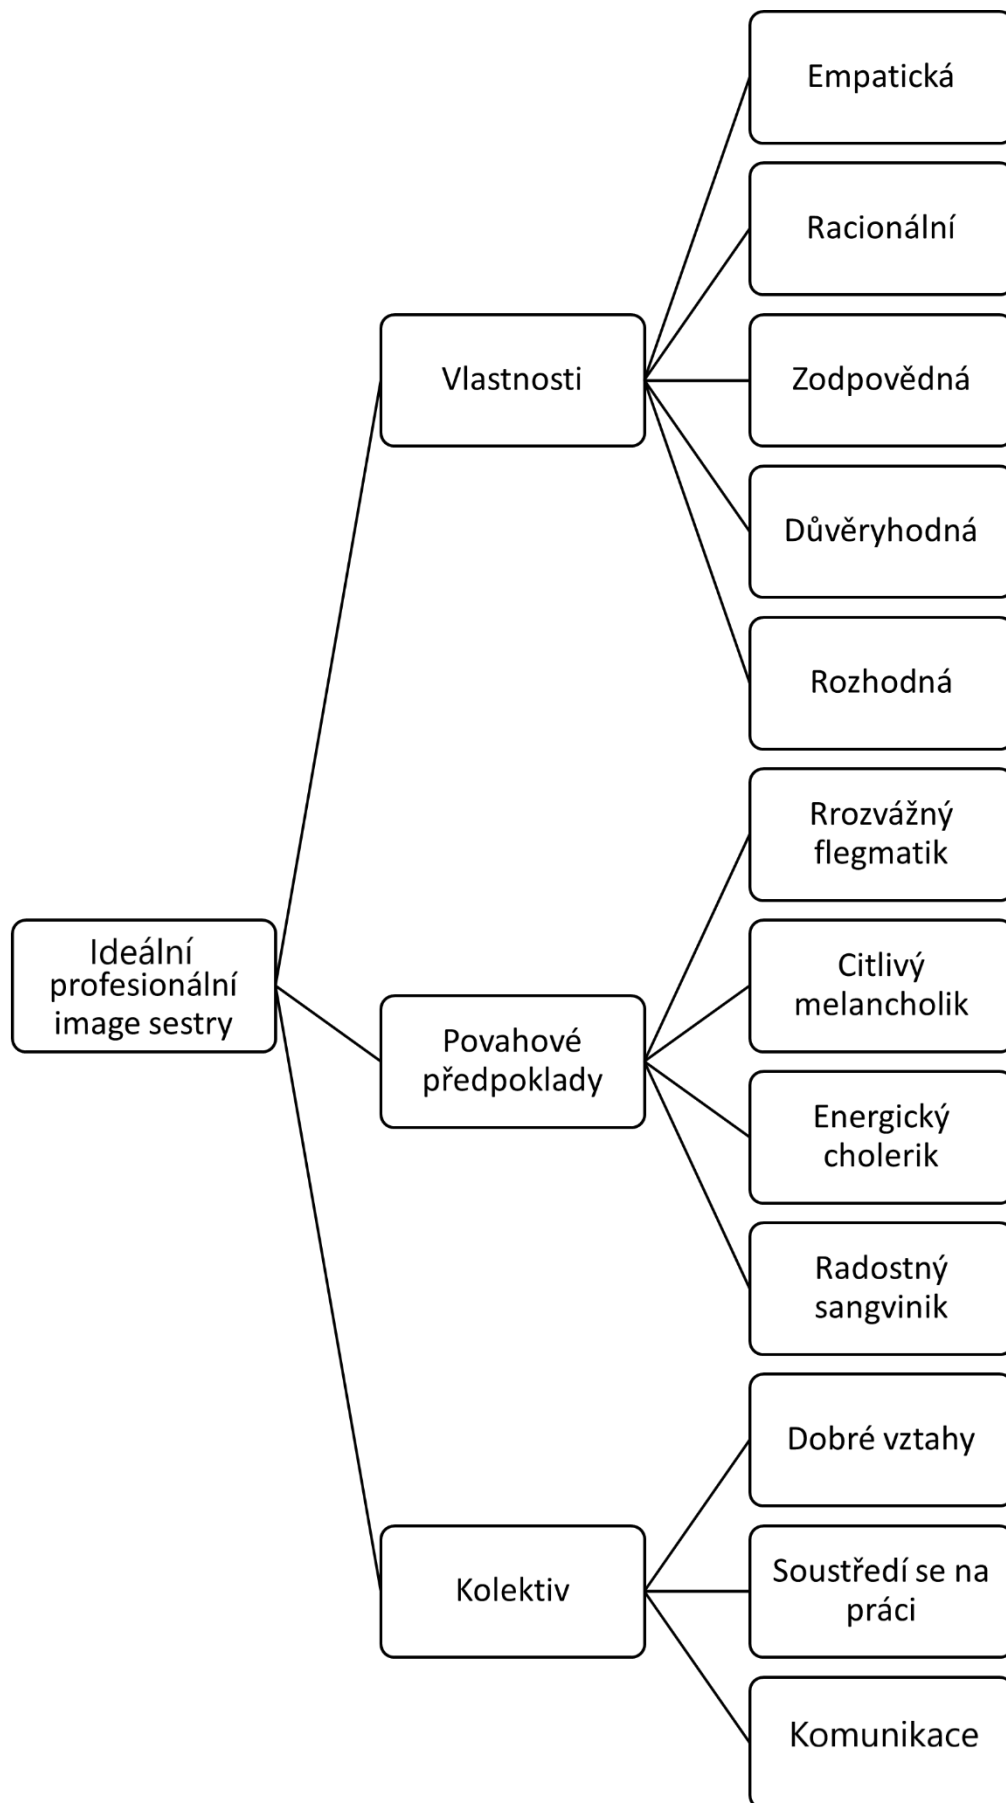 Ideální
profesionální
image sestry
Vlastnosti
Empatická
Racionální
Zodpovědná
Důvěryhodná
Rozhodná
Povahové
předpoklady
Rrozvážný
flegmatik
Citlivý
melancholik
Energický
cholerik
Radostný
sangvinik
Kolektiv
Dobré vztahy
Soustředí se na
práci
Komunikace